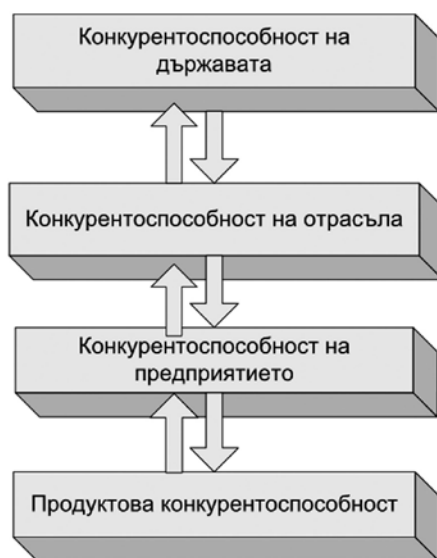 Конкурентоспособност на
държавата
Конкурентоспособност на отрасъла
Конкурентоспособност на
предприятието
Продуктова конкурентоспособност